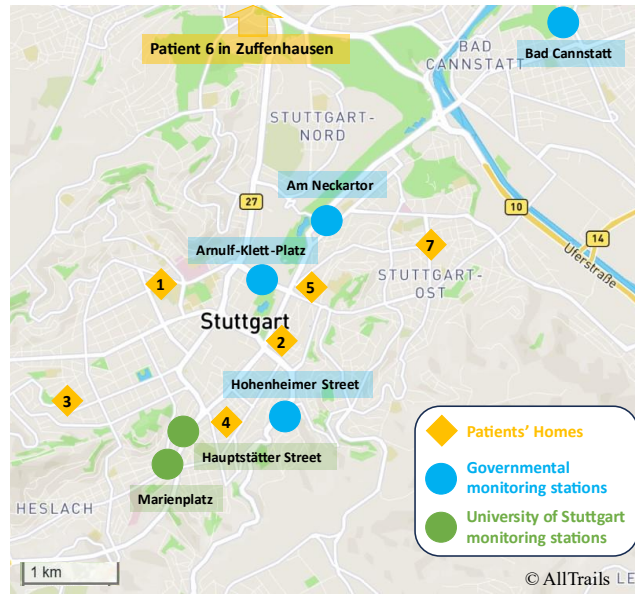 Patient 6 in Zuffenhausen
BAD
CANNSTATT
Bad Cannstatt
STUTTGART-
NORD
Am Neckartor
27
10
14
Uferstraße
Arnulf-Klett-Platz
7
STUTTGART-
OST
1
5
Stuttgart
2
Hohenheimer Street
3
4
Hauptstätter Street
Marienplatz
HESLACH
Patients' Homes
Governmental
monitoring stations
University of Stuttgart
monitoring stations
1 km
© AllTrails
LE